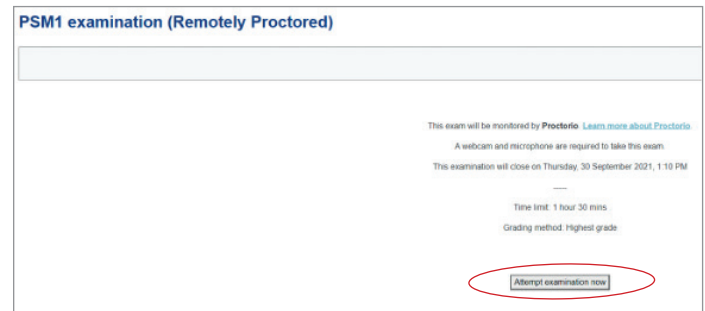 PSM1 examination (Remotely Proctored)
This exam will be monitored by Proctorio. Learn more about Proctorio
A webcam and microphone are required to take this exam
This examination will close on Thursday, 30 September 2021, 1:10 PM
Time limit: 1 hour 30 mins
Grading method: Highest grade
Attempt examination now